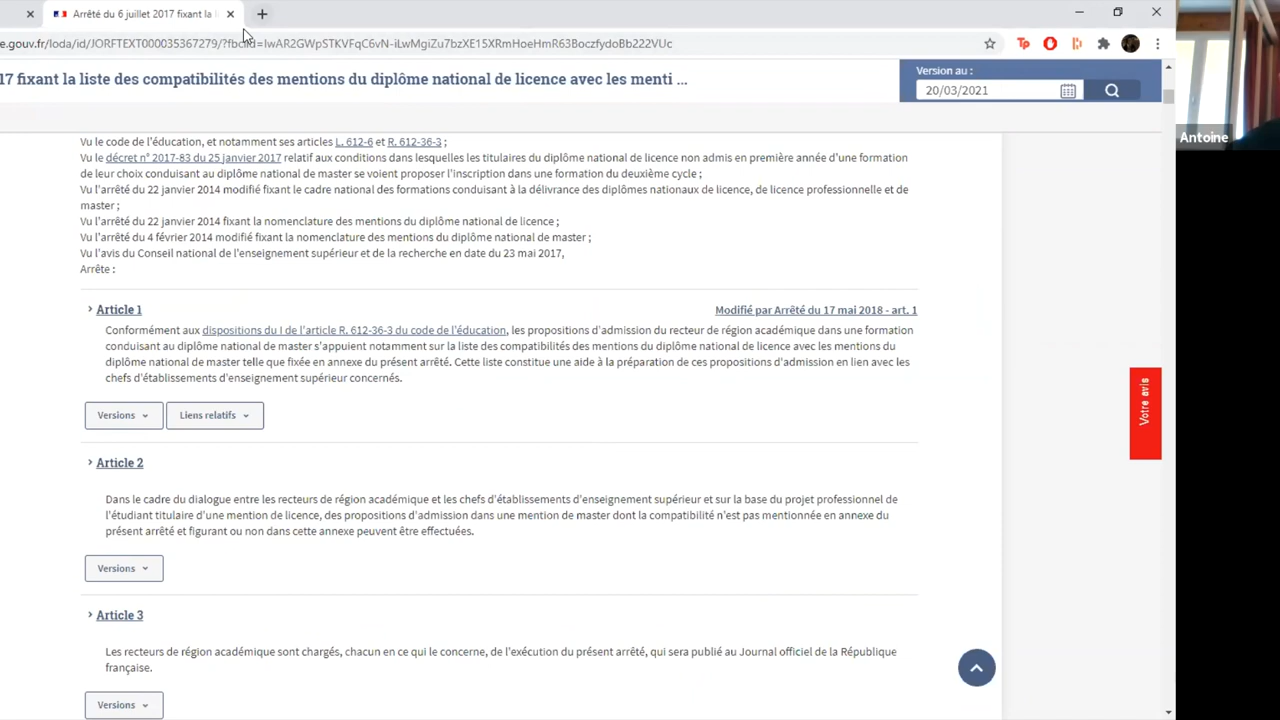 Arrêté du 6 juillet 2017 fixant la l
e.gouv.fr/loda/id/JORFTEXT000035367279/?fbclid=IwAR2GWpSTKVFqC6vN-iLwMgiZu7bzXE15XRmHoeHmR63BoczfydoBb222VUc
17 fixant la liste des compatibilités des mentions du diplôme national de licence avec les menti ...
Version au :
20/03/2021
Antoine
Vu le code de l'éducation, et notamment ses articles L. 612-6 et R. 612-36-3 ;
Vu le décret n° 2017-83 du 25 janvier 2017 relatif aux conditions dans lesquelles les titulaires du diplôme national de licence non admis en première année d'une formation
de leur choix conduisant au diplôme national de master se voient proposer l'inscription dans une formation du deuxième cycle ;
Vu l'arrêté du 22 janvier 2014 modifié fixant le cadre national des formations conduisant à la délivrance des diplômes nationaux de licence, de licence professionnelle et de
master ;
Vu l'arrêté du 22 janvier 2014 fixant la nomenclature des mentions du diplôme national de licence ;
Vu l'arrêté du 4 février 2014 modifié fixant la nomenclature des mentions du diplôme national de master ;
Vu l'avis du Conseil national de l'enseignement supérieur et de la recherche en date du 23 mai 2017,
Arrête :
Article 1
Modifié par Arrêté du 17 mai 2018 - art. 1
Conformément aux dispositions du I de l'article R. 612-36-3 du code de l'éducation, les propositions d'admission du recteur de région académique dans une formation
conduisant au diplôme national de master s'appuient notamment sur la liste des compatibilités des mentions du diplôme national de licence avec les mentions du
diplôme national de master telle que fixée en annexe du présent arrêté. Cette liste constitue une aide à la préparation de ces propositions d'admission en lien avec les
chefs d'établissements d'enseignement supérieur concernés.
Versions
Liens relatifs
Votre avis
Article 2
Dans le cadre du dialogue entre les recteurs de région académique et les chefs d'établissements d'enseignement supérieur et sur la base du projet professionnel de
l'étudiant titulaire d'une mention de licence, des propositions d'admission dans une mention de master dont la compatibilité n'est pas mentionnée en annexe du
présent arrêté et figurant ou non dans cette annexe peuvent être effectuées.
Versions
Article 3
Les recteurs de région académique sont chargés, chacun en ce qui le concerne, de l'exécution du présent arrêté, qui sera publié au Journal officiel de la République
française.
Versions